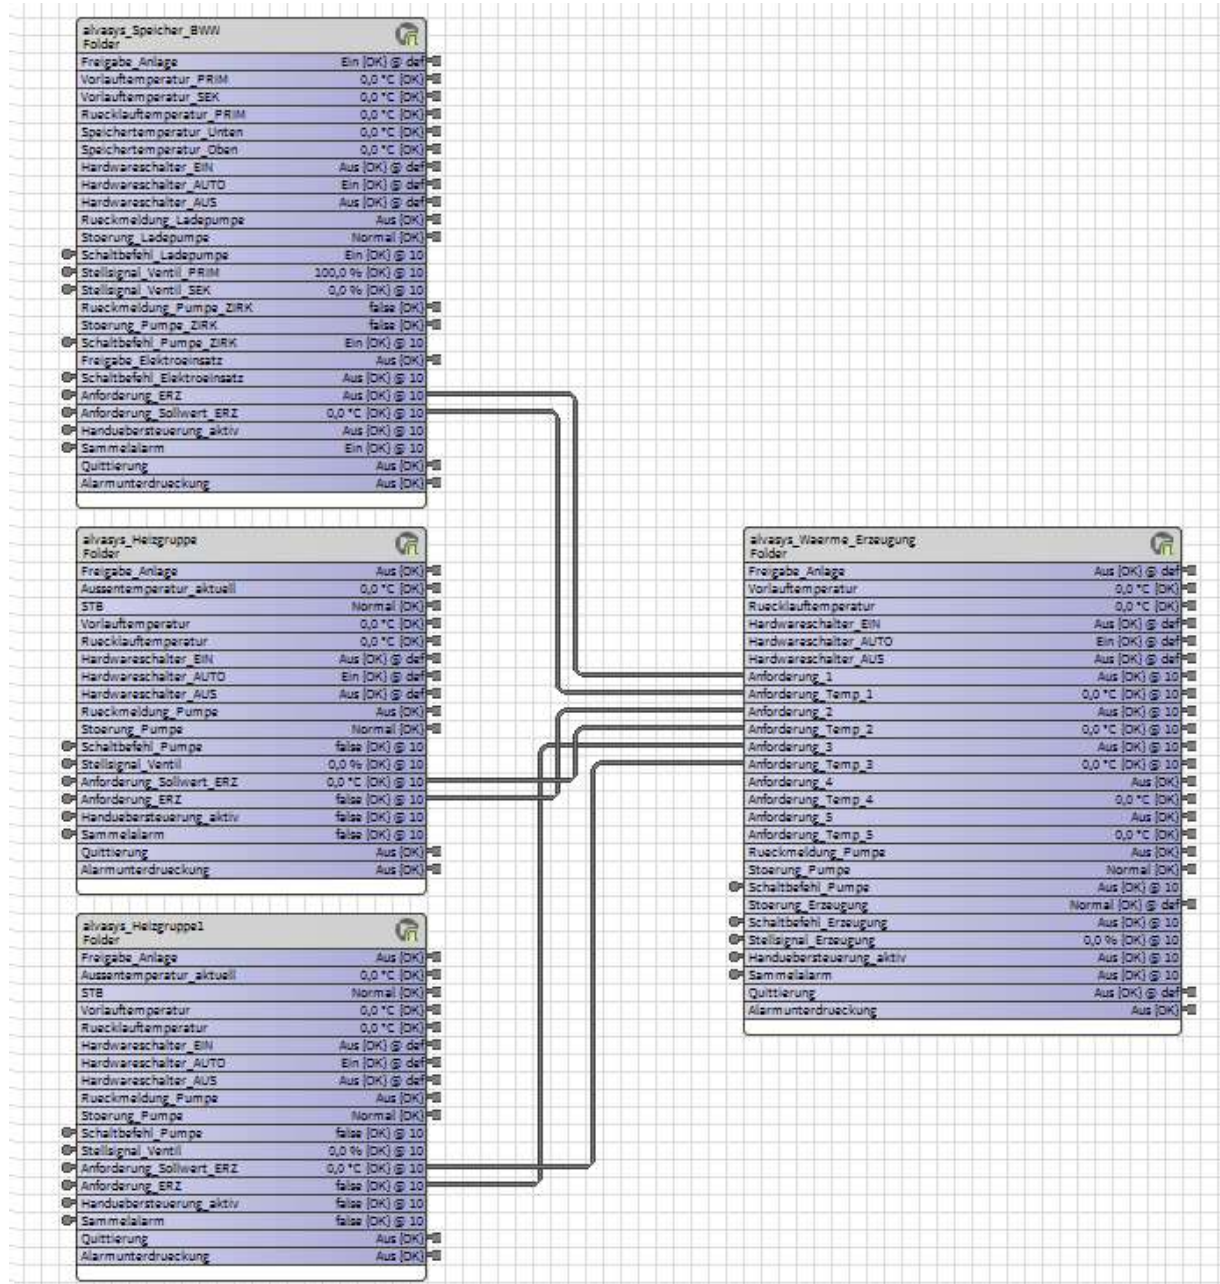 alvasys_Speicher_BWW
Folder
Freigabe_Anlage Ein {OK} @ def
Vorlauftemperatur_PRIM 0,0 °C {OK}
Vorlauftemperatur_SEK 0,0 °C {OK}
Ruecklauftemperatur_PRIM 0,0 °C {OK}
Speichertemperatur_Unten 0,0 °C {OK}
Speichertemperatur_Oben 0,0 °C {OK}
Hardwareschalter_EIN Aus {OK} @ def
Hardwareschalter_AUTO Ein {OK} @ def
Hardwareschalter_AUS Aus {OK} @ def
Rueckmeldung_Ladepumpe Aus {OK}
Stoerung_Ladepumpe Normal {OK}
Schaltbefehl_Ladepumpe Ein {OK} @ 10
Stellsignal_Ventil_PRIM 100,0 % {OK} @ 10
Stellsignal_Ventil_SEK 0,0 % {OK} @ 10
Rueckmeldung_Pumpe_ZIRK false {OK}
Stoerung_Pumpe_ZIRK false {OK}
Schaltbefehl_Pumpe_ZIRK Ein {OK} @ 10
Freigabe_Elektroeinsatz Aus {OK}
Schaltbefehl_Elektroeinsatz Aus {OK} @ 10
Anforderung_ERZ Aus {OK} @ 10
Anforderung_Sollwert_ERZ 0,0 °C {OK} @ 10
Handuebersteuerung_aktiv Aus {OK} @ 10
Sammelalarm Ein {OK} @ 10
Quittierung Aus {OK}
Alarmunterdrueckung Aus {OK}
alvasys_Heizgruppe
Folder
Freigabe_Anlage Aus {OK}
Aussentemperatur_aktuell 0,0 °C {OK}
STB Normal {OK}
Vorlauftemperatur 0,0 °C {OK}
Ruecklauftemperatur 0,0 °C {OK}
Hardwareschalter_EIN Aus {OK} @ def
Hardwareschalter_AUTO Ein {OK} @ def
Hardwareschalter_AUS Aus {OK} @ def
Rueckmeldung_Pumpe Aus {OK}
Stoerung_Pumpe Normal {OK}
Schaltbefehl_Pumpe false {OK} @ 10
Stellsignal_Ventil 0,0 % {OK} @ 10
Anforderung_Sollwert_ERZ 0,0 °C {OK} @ 10
Anforderung_ERZ false {OK} @ 10
Handuebersteuerung_aktiv false {OK} @ 10
Sammelalarm false {OK} @ 10
Quittierung Aus {OK}
Alarmunterdrueckung Aus {OK}
alvasys_Heizgruppe1
Folder
Freigabe_Anlage Aus {OK}
Aussentemperatur_aktuell 0,0 °C {OK}
STB Normal {OK}
Vorlauftemperatur 0,0 °C {OK}
Ruecklauftemperatur 0,0 °C {OK}
Hardwareschalter_EIN Aus {OK} @ def
Hardwareschalter_AUTO Ein {OK} @ def
Hardwareschalter_AUS Aus {OK} @ def
Rueckmeldung_Pumpe Aus {OK}
Stoerung_Pumpe Normal {OK}
Schaltbefehl_Pumpe false {OK} @ 10
Stellsignal_Ventil 0,0 % {OK} @ 10
Anforderung_Sollwert_ERZ 0,0 °C {OK} @ 10
Anforderung_ERZ false {OK} @ 10
Handuebersteuerung_aktiv false {OK} @ 10
Sammelalarm false {OK} @ 10
Quittierung Aus {OK}
Alarmunterdrueckung Aus {OK}
alvasys_Waerme_Erzeugung
Folder
Freigabe_Anlage Aus {OK} @ def
Vorlauftemperatur 0,0 °C {OK}
Ruecklauftemperatur 0,0 °C {OK}
Hardwareschalter_EIN Aus {OK} @ def
Hardwareschalter_AUTO Ein {OK} @ def
Hardwareschalter_AUS Aus {OK} @ def
Anforderung_1 Aus {OK} @ 10
Anforderung_Temp_1 0,0 °C {OK} @ 10
Anforderung_2 Aus {OK} @ 10
Anforderung_Temp_2 0,0 °C {OK} @ 10
Anforderung_3 Aus {OK} @ 10
Anforderung_Temp_3 0,0 °C {OK} @ 10
Anforderung_4 Aus {OK}
Anforderung_Temp_4 0,0 °C {OK}
Anforderung_5 Aus {OK}
Anforderung_Temp_5 0,0 °C {OK}
Rueckmeldung_Pumpe Aus {OK}
Stoerung_Pumpe Normal {OK}
Schaltbefehl_Pumpe Aus {OK} @ 10
Stoerung_Erzeugung Normal {OK} @ def
Schaltbefehl_Erzeugung Aus {OK} @ 10
Stellsignal_Erzeugung 0,0 % {OK} @ 10
Handuebersteuerung_aktiv Aus {OK} @ 10
Sammelalarm Aus {OK} @ 10
Quittierung Aus {OK} @ def
Alarmunterdrueckung Aus {OK}